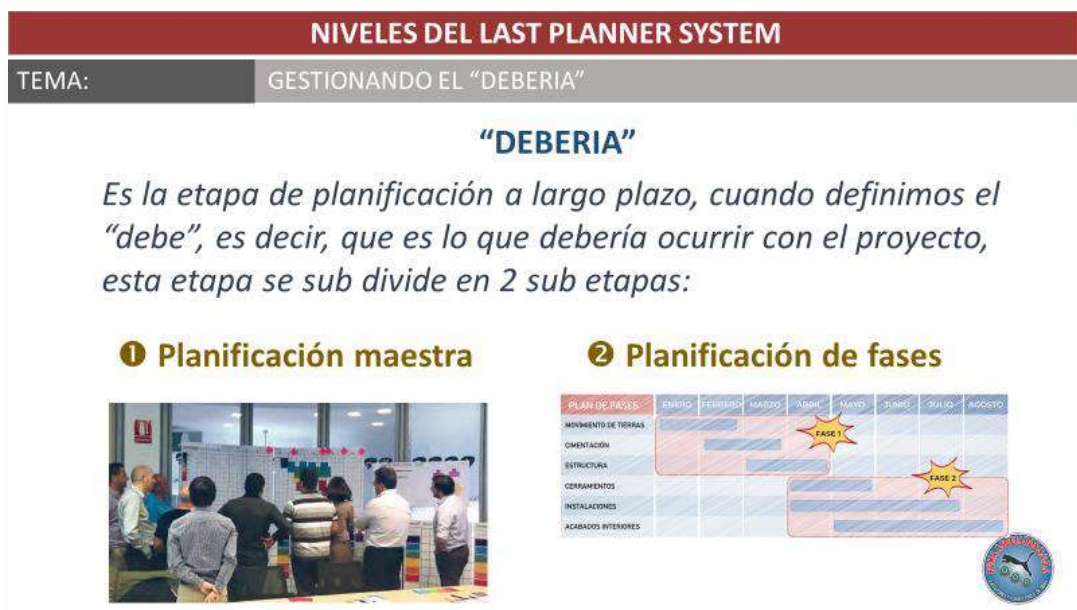 NIVELES DEL LAST PLANNER SYSTEM
TEMA:
GESTIONANDO EL "DEBERIA"
“DEBERIA”
Es la etapa de planificación a largo plazo, cuando definimos el
“debe”, es decir, que es lo que debería ocurrir con el proyecto,
esta etapa se sub divide en 2 sub etapas:
❶ Planificación maestra
❷ Planificación de fases
PLAN DE FASES ENERO FEBRERO MARZO ABRIL MAYO JUNIO JULIO AGOSTO
MOVIMIENTO DE TIERRAS
FASE 1
CIMENTACIÓN
ESTRUCTURA
CERRAMIENTOS
FASE 2
INSTALACIONES
ACABADOS INTERIORES